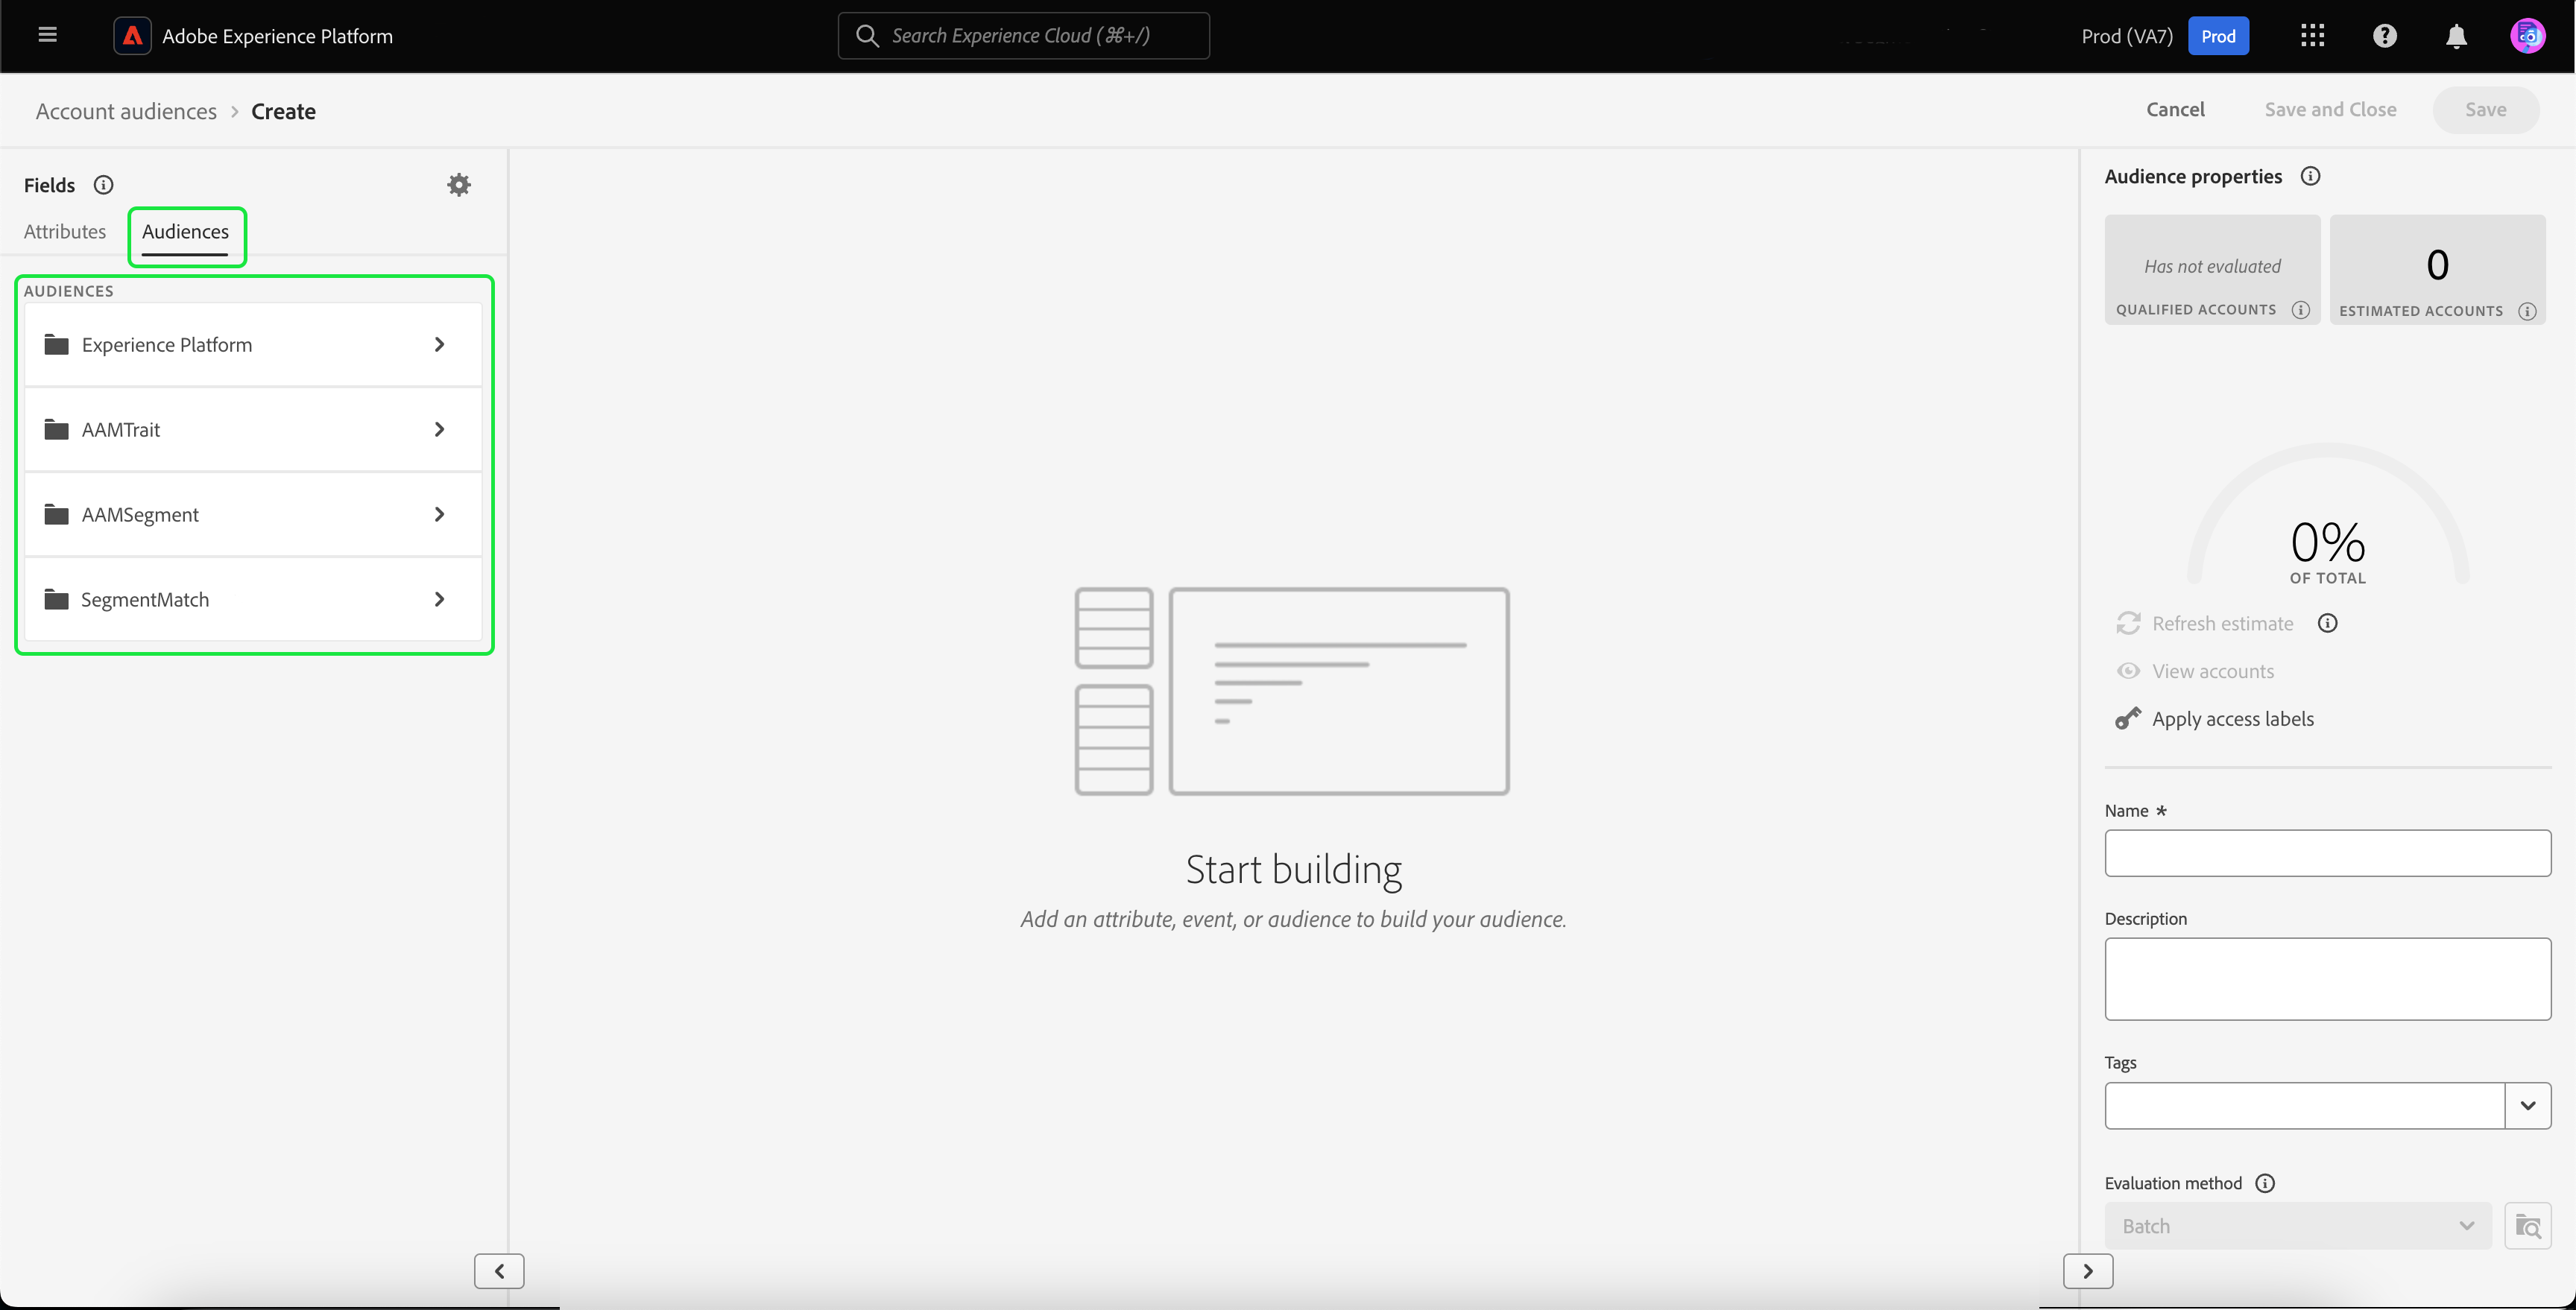 Adobe Experience Platform
Search Experience Cloud (⌘+/)
Prod (VA7) Prod
Account audiences > Create
Cancel Save and Close Save
Fields
Attributes Audiences
AUDIENCES
Experience Platform
AAMTrait
AAMSegment
SegmentMatch
Start building
Add an attribute, event, or audience to build your audience.
Audience properties
Has not evaluated
QUALIFIED ACCOUNTS
0
ESTIMATED ACCOUNTS
0%
OF TOTAL
Refresh estimate
View accounts
Apply access labels
Name *
Description
Tags
Evaluation method
Batch